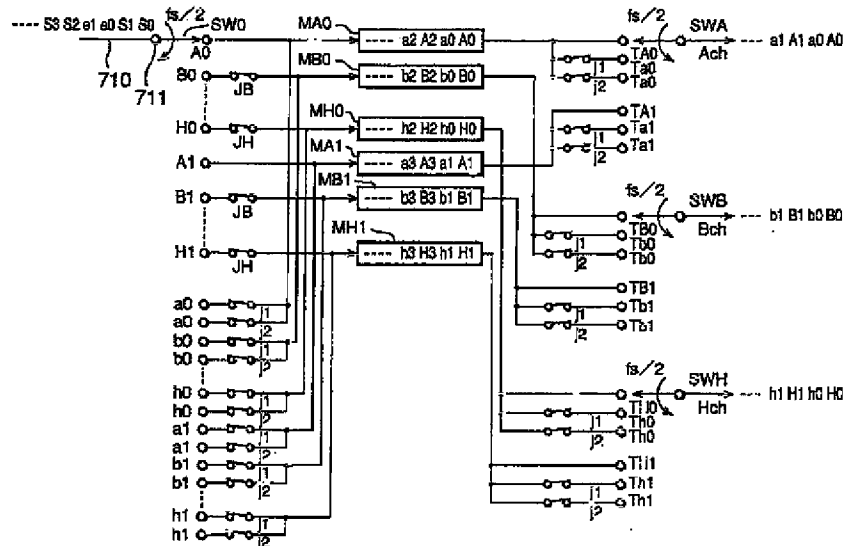 ---- S3 S2 e1 a0 S1 S0
fs/2
SW0
A0
710
711
B0
JB
H0
JH
A1
B1
JB
H1
JH
a0
j1
a0
j2
b0
j1
b0
j2
h0
j1
h0
j2
a1
j1
a1
j2
b1
j1
b1
j2
h1
j1
h1
j2
MA0
---- a2 A2 a0 A0
MB0
---- b2 B2 b0 B0
MH0
---- h2 H2 h0 H0
MA1
---- a3 A3 a1 A1
MB1
---- b3 B3 b1 B1
MH1
---- h3 H3 h1 H1
fs/2
SWA
Ach
---- a1 A1 a0 A0
TA0
j1
Ta0
j2
Ta0
TA1
j1
Ta1
j2
Ta1
fs/2
SWB
Bch
---- b1 B1 b0 B0
TB0
j1
Tb0
j2
Tb0
TB1
j1
Tb1
j2
Tb1
fs/2
SWH
Hch
---- h1 H1 h0 H0
j1
Th0
j2
Th0
j1
Th1
j2
Th1